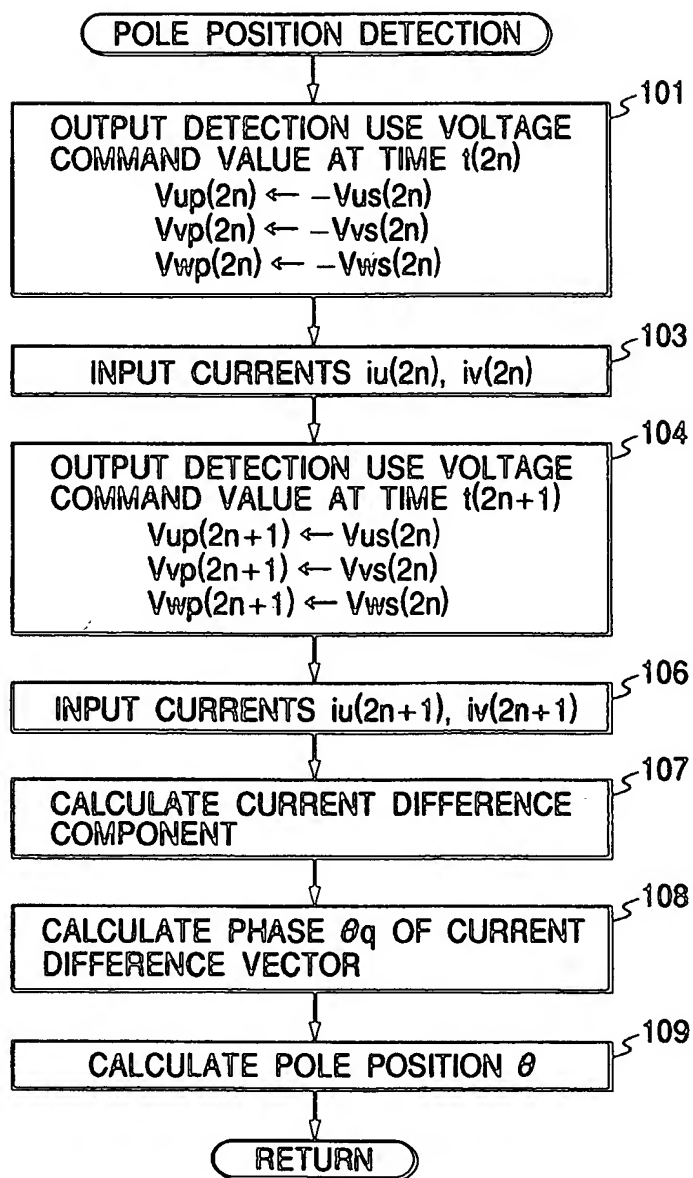 POLE POSITION DETECTION
101
OUTPUT DETECTION USE VOLTAGE
COMMAND VALUE AT TIME t(2n)
Vup(2n) ← −Vus(2n)
Vvp(2n) ← −Vvs(2n)
Vwp(2n) ← −Vws(2n)
103
INPUT CURRENTS iu(2n), iv(2n)
104
OUTPUT DETECTION USE VOLTAGE
COMMAND VALUE AT TIME t(2n+1)
Vup(2n+1) ← Vus(2n)
Vvp(2n+1) ← Vvs(2n)
Vwp(2n+1) ← Vws(2n)
106
INPUT CURRENTS iu(2n+1), iv(2n+1)
107
CALCULATE CURRENT DIFFERENCE
COMPONENT
108
CALCULATE PHASE θq OF CURRENT
DIFFERENCE VECTOR
109
CALCULATE POLE POSITION θ
RETURN